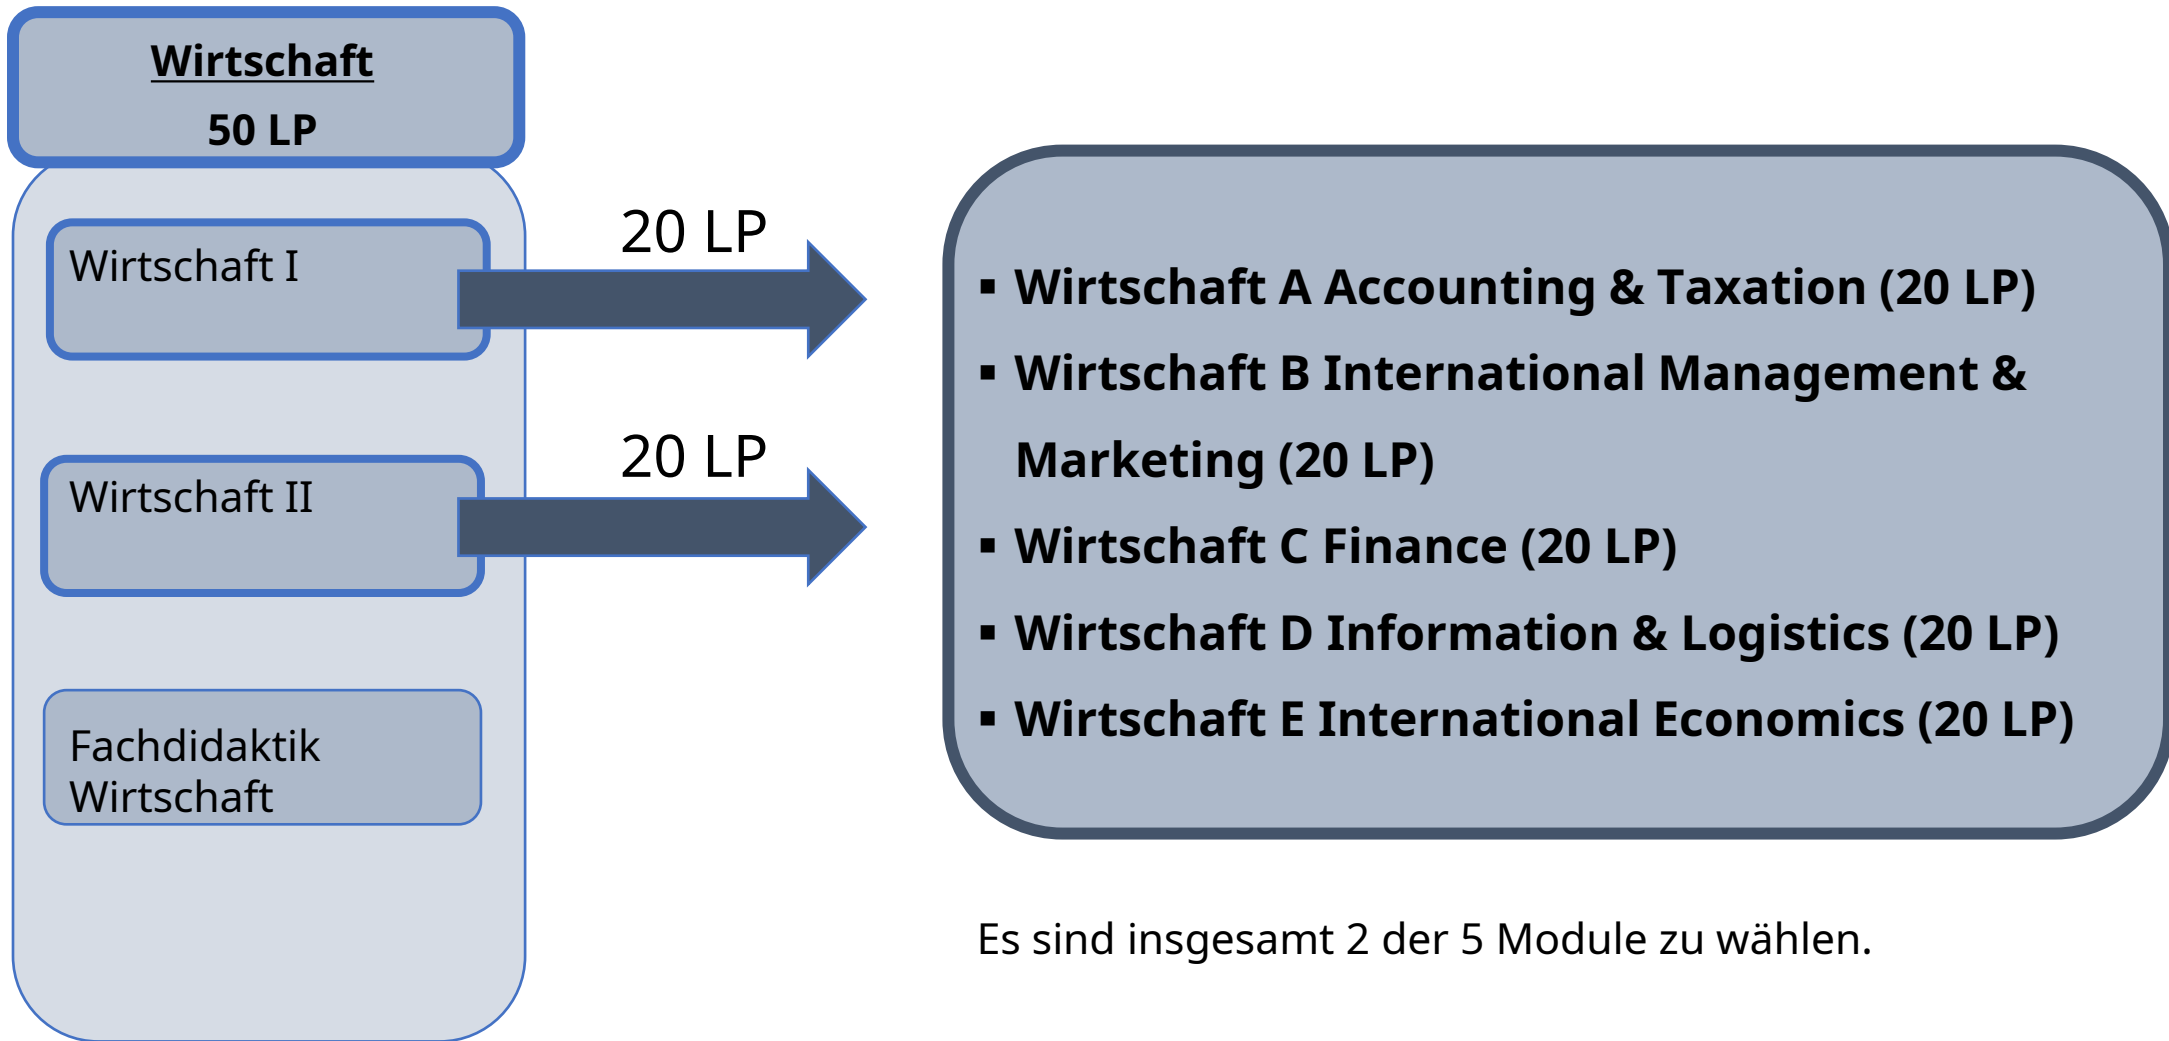 Wirtschaft
50 LP
Wirtschaft I
20 LP
Wirtschaft II
20 LP
Fachdidaktik
Wirtschaft
▪ Wirtschaft A Accounting & Taxation (20 LP)
▪ Wirtschaft B International Management &
Marketing (20 LP)
▪ Wirtschaft C Finance (20 LP)
▪ Wirtschaft D Information & Logistics (20 LP)
▪ Wirtschaft E International Economics (20 LP)
Es sind insgesamt 2 der 5 Module zu wählen.